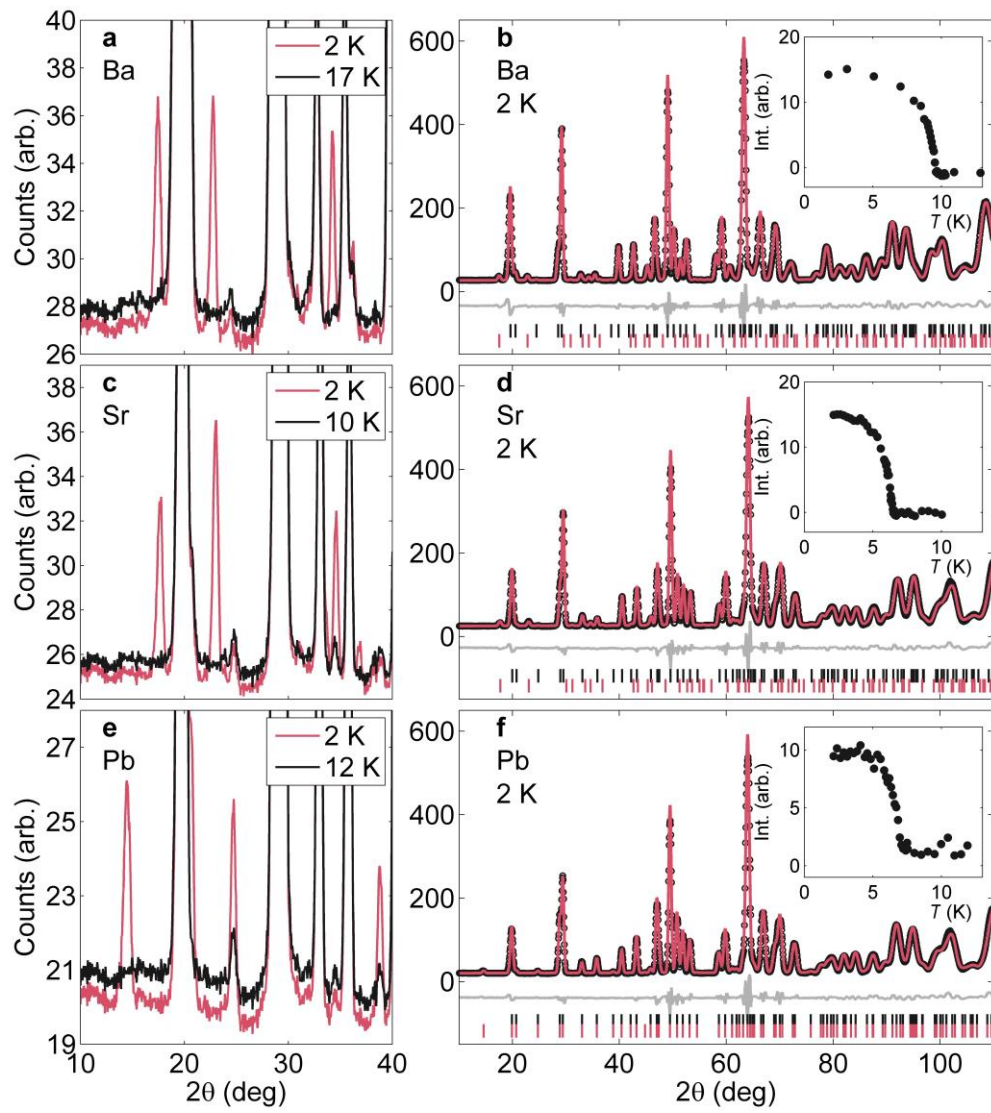 a
Ba
2 K
17 K
Counts (arb.)
40
38
36
34
32
30
28
26
b
Ba
2 K
600
400
200
0
Int. (arb.)
20
10
0
0
5
10
T (K)
c
Sr
2 K
10 K
Counts (arb.)
38
36
34
32
30
28
26
24
d
Sr
2 K
600
400
200
0
Int. (arb.)
20
10
0
0
5
10
T (K)
e
Pb
2 K
12 K
Counts (arb.)
27
25
23
21
19
10
20
30
40
2θ (deg)
f
Pb
2 K
600
400
200
0
Int. (arb.)
10
5
0
0
5
10
T (K)
20
40
60
80
100
2θ (deg)